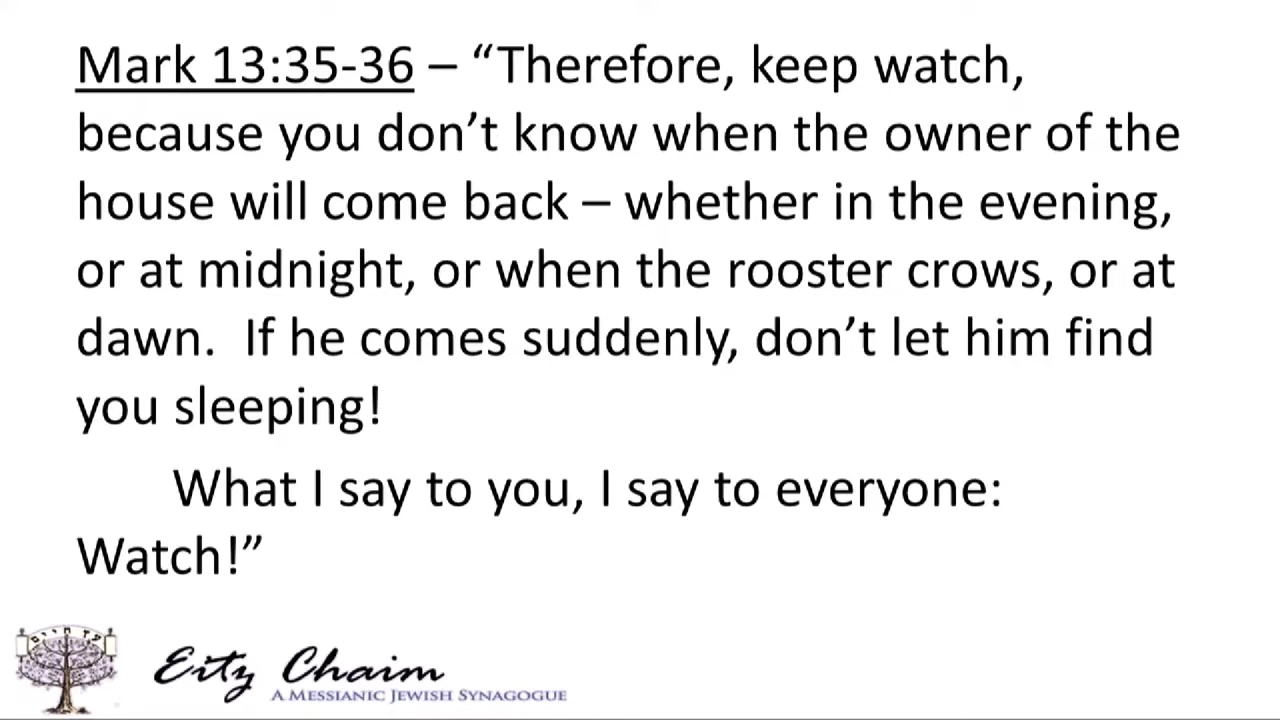 Mark 13:35-36 – “Therefore, keep watch,
because you don’t know when the owner of the
house will come back – whether in the evening,
or at midnight, or when the rooster crows, or at
dawn.  If he comes suddenly, don’t let him find
you sleeping!
What I say to you, I say to everyone:
Watch!”
עץ חיים
Eitz Chaim
A MESSIANIC JEWISH SYNAGOGUE